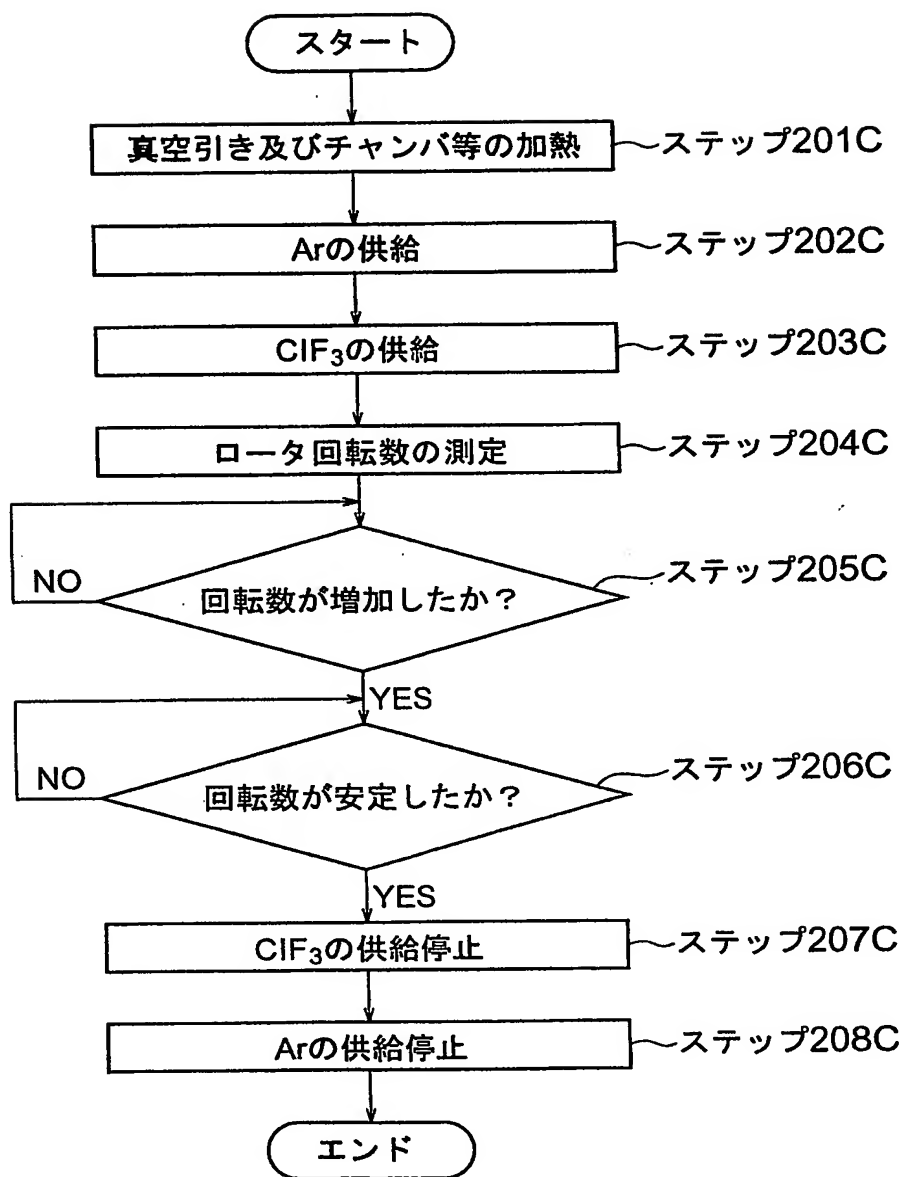 スタート
真空引き及びチャンバ等の加熱 ステップ201C
Arの供給 ステップ202C
ClF₃の供給 ステップ203C
ロータ回転数の測定 ステップ204C
回転数が増加したか？ ステップ205C
NO
YES
回転数が安定したか？ ステップ206C
NO
YES
ClF₃の供給停止 ステップ207C
Arの供給停止 ステップ208C
エンド